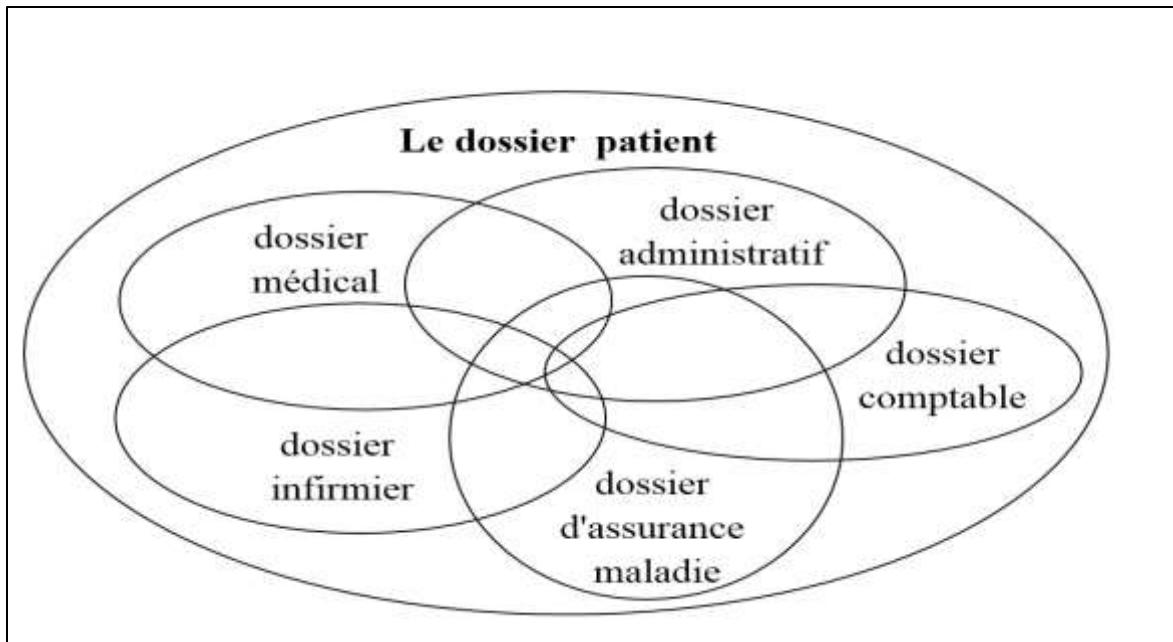 Le dossier patient
dossier
médical
dossier
administratif
dossier
comptable
dossier
infirmier
dossier
d'assurance
maladie